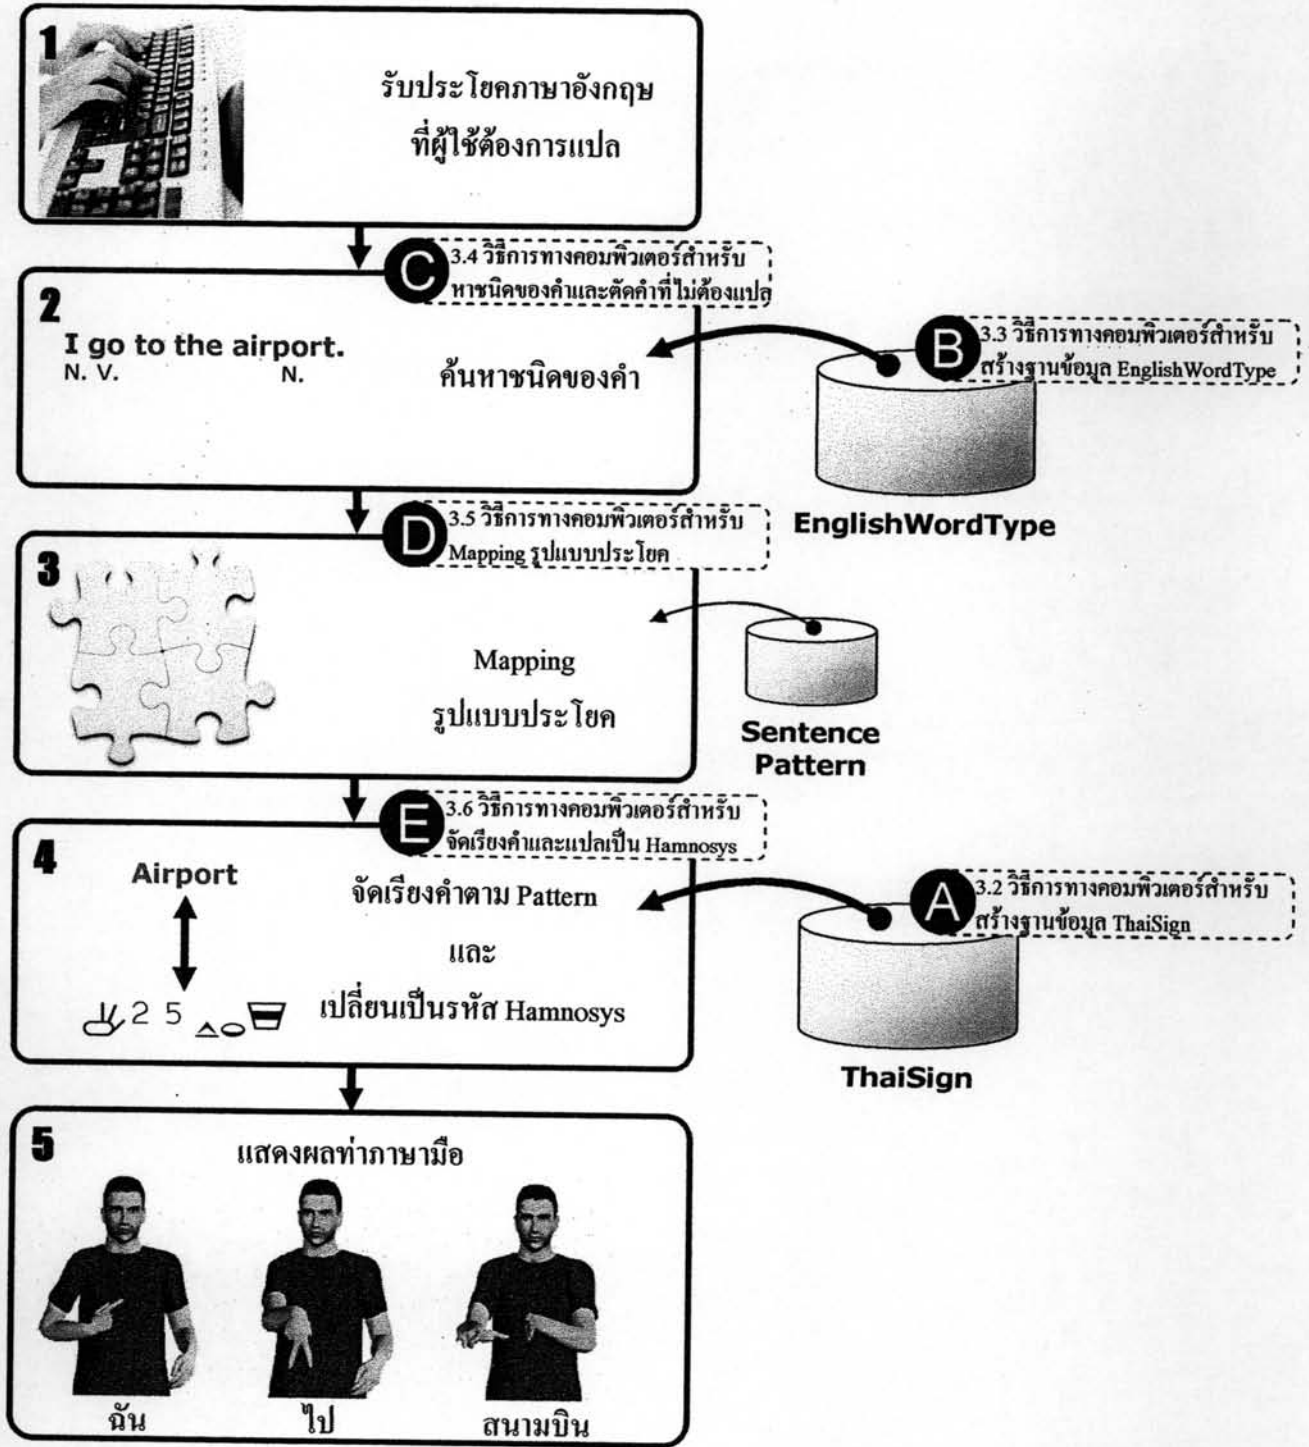 1
รับประโยคภาษาอังกฤษ
ที่ผู้ใช้ต้องการแปล
C
3.4 วิธีการทางคอมพิวเตอร์สำหรับ
หาชนิดของคำและตัดคำที่ไม่ต้องแปล
2
I go to the airport.
N. V. N.
ค้นหาชนิดของคำ
B
3.3 วิธีการทางคอมพิวเตอร์สำหรับ
สร้างฐานข้อมูล EnglishWordType
EnglishWordType
D
3.5 วิธีการทางคอมพิวเตอร์สำหรับ
Mapping รูปแบบประโยค
3
Mapping
รูปแบบประโยค
Sentence
Pattern
E
3.6 วิธีการทางคอมพิวเตอร์สำหรับ
จัดเรียงคำและแปลเป็น Hamnosys
4
Airport
2 5
จัดเรียงคำตาม Pattern
และ
เปลี่ยนเป็นรหัส Hamnosys
A
3.2 วิธีการทางคอมพิวเตอร์สำหรับ
สร้างฐานข้อมูล ThaiSign
ThaiSign
5
แสดงผลท่าภาษามือ
ฉัน ไป สนามบิน